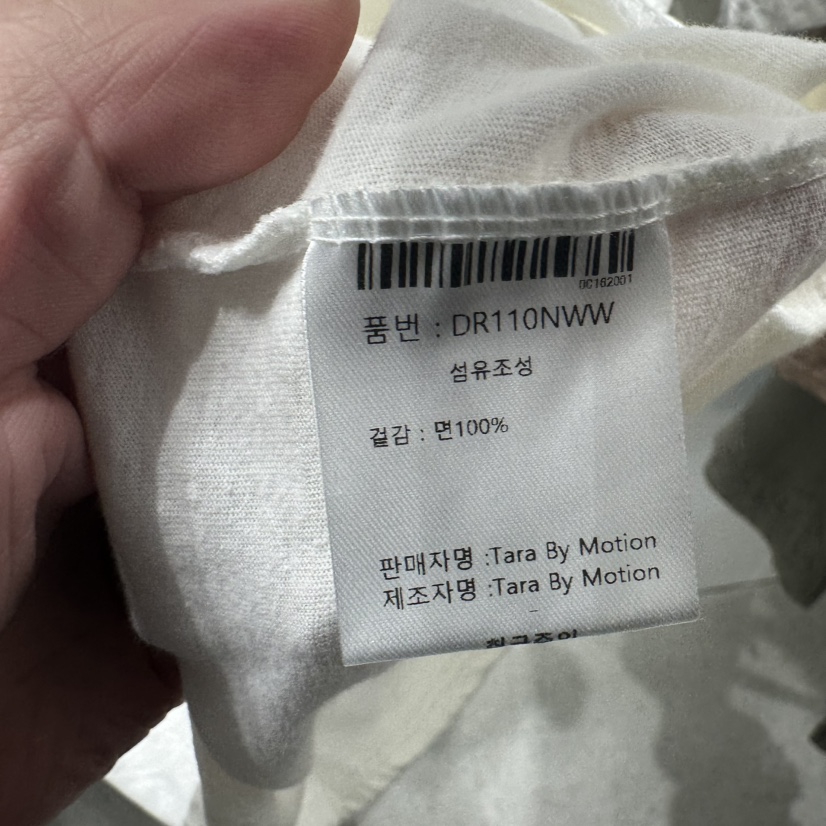 0C162001
품번 : DR110NWW
섬유조성
겉감 : 면100%
판매자명 :Tara By Motion
제조자명 :Tara By Motion